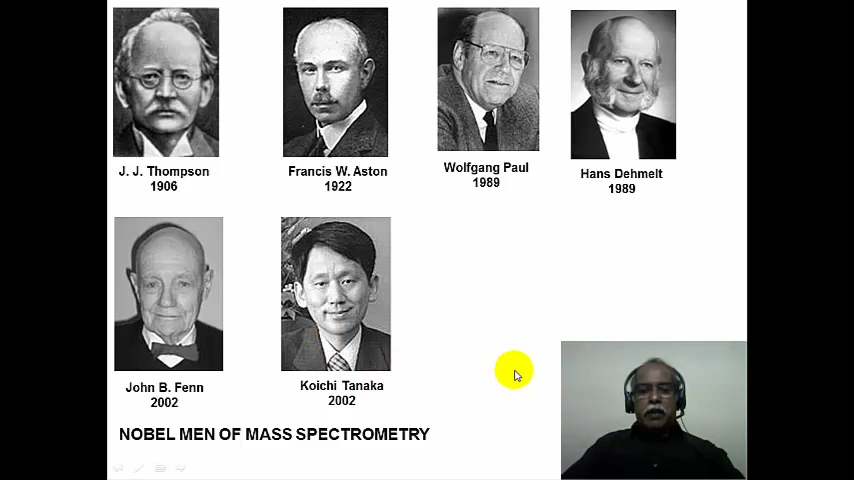 J. J. Thompson
1906
Francis W. Aston
1922
Wolfgang Paul
1989
Hans Dehmelt
1989
John B. Fenn
2002
Koichi Tanaka
2002
NOBEL MEN OF MASS SPECTROMETRY